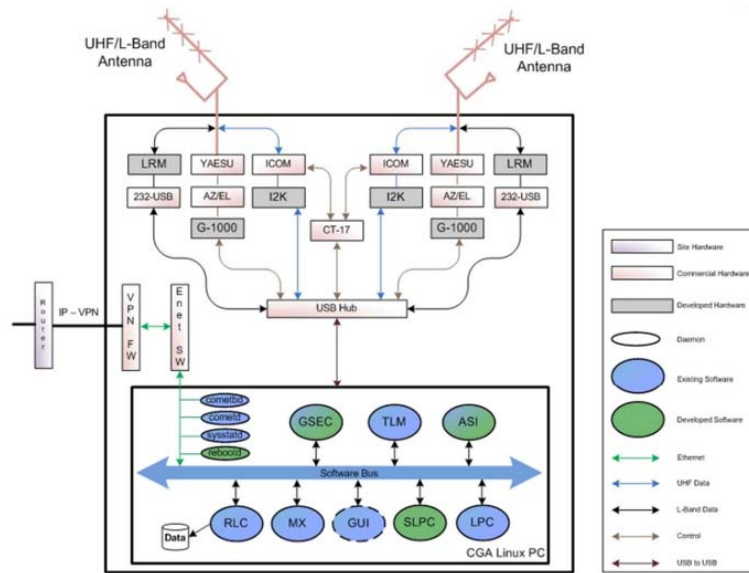 UHF/L-Band
Antenna
UHF/L-Band
Antenna
LRM
YAESU
ICOM
ICOM
YAESU
LRM
232-USB
AZ/EL
I2K
I2K
AZ/EL
232-USB
G-1000
CT-17
G-1000
USB Hub
Router
IP – VPN
VPN FW
Enet SW
cometbd
cometd
sysstatd
rebootd
GSEC
TLM
ASI
Software Bus
Data
RLC
MX
GUI
SLPC
LPC
CGA Linux PC
Site Hardware
Commercial Hardware
Developed Hardware
Daemon
Existing Software
Developed Software
Ethernet
UHF Data
L-Band Data
Control
USB to USB